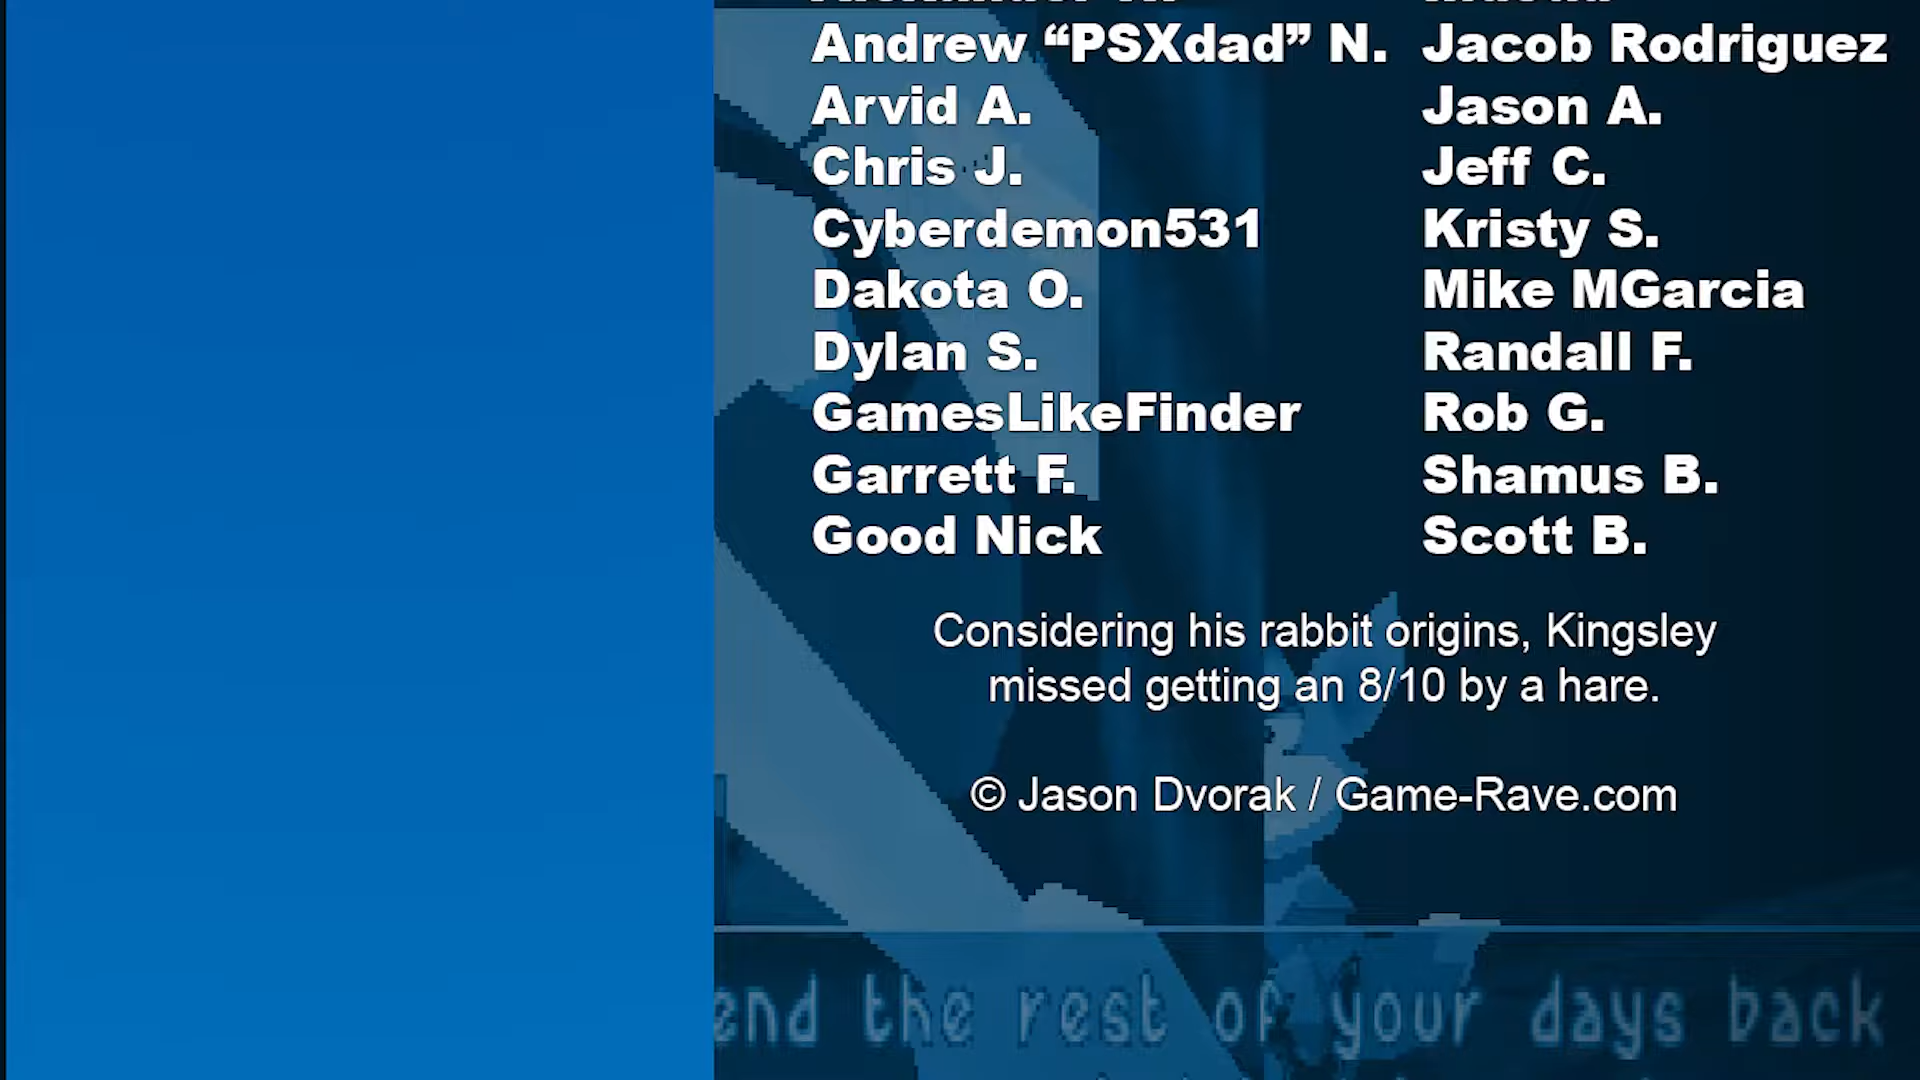 Andrew “PSXdad” N.
Arvid A.
Chris J.
Cyberdemon531
Dakota O.
Dylan S.
GamesLikeFinder
Garrett F.
Good Nick
Jacob Rodriguez
Jason A.
Jeff C.
Kristy S.
Mike MGarcia
Randall F.
Rob G.
Shamus B.
Scott B.
Considering his rabbit origins, Kingsley
missed getting an 8/10 by a hare.
© Jason Dvorak / Game-Rave.com
end the rest of your days back